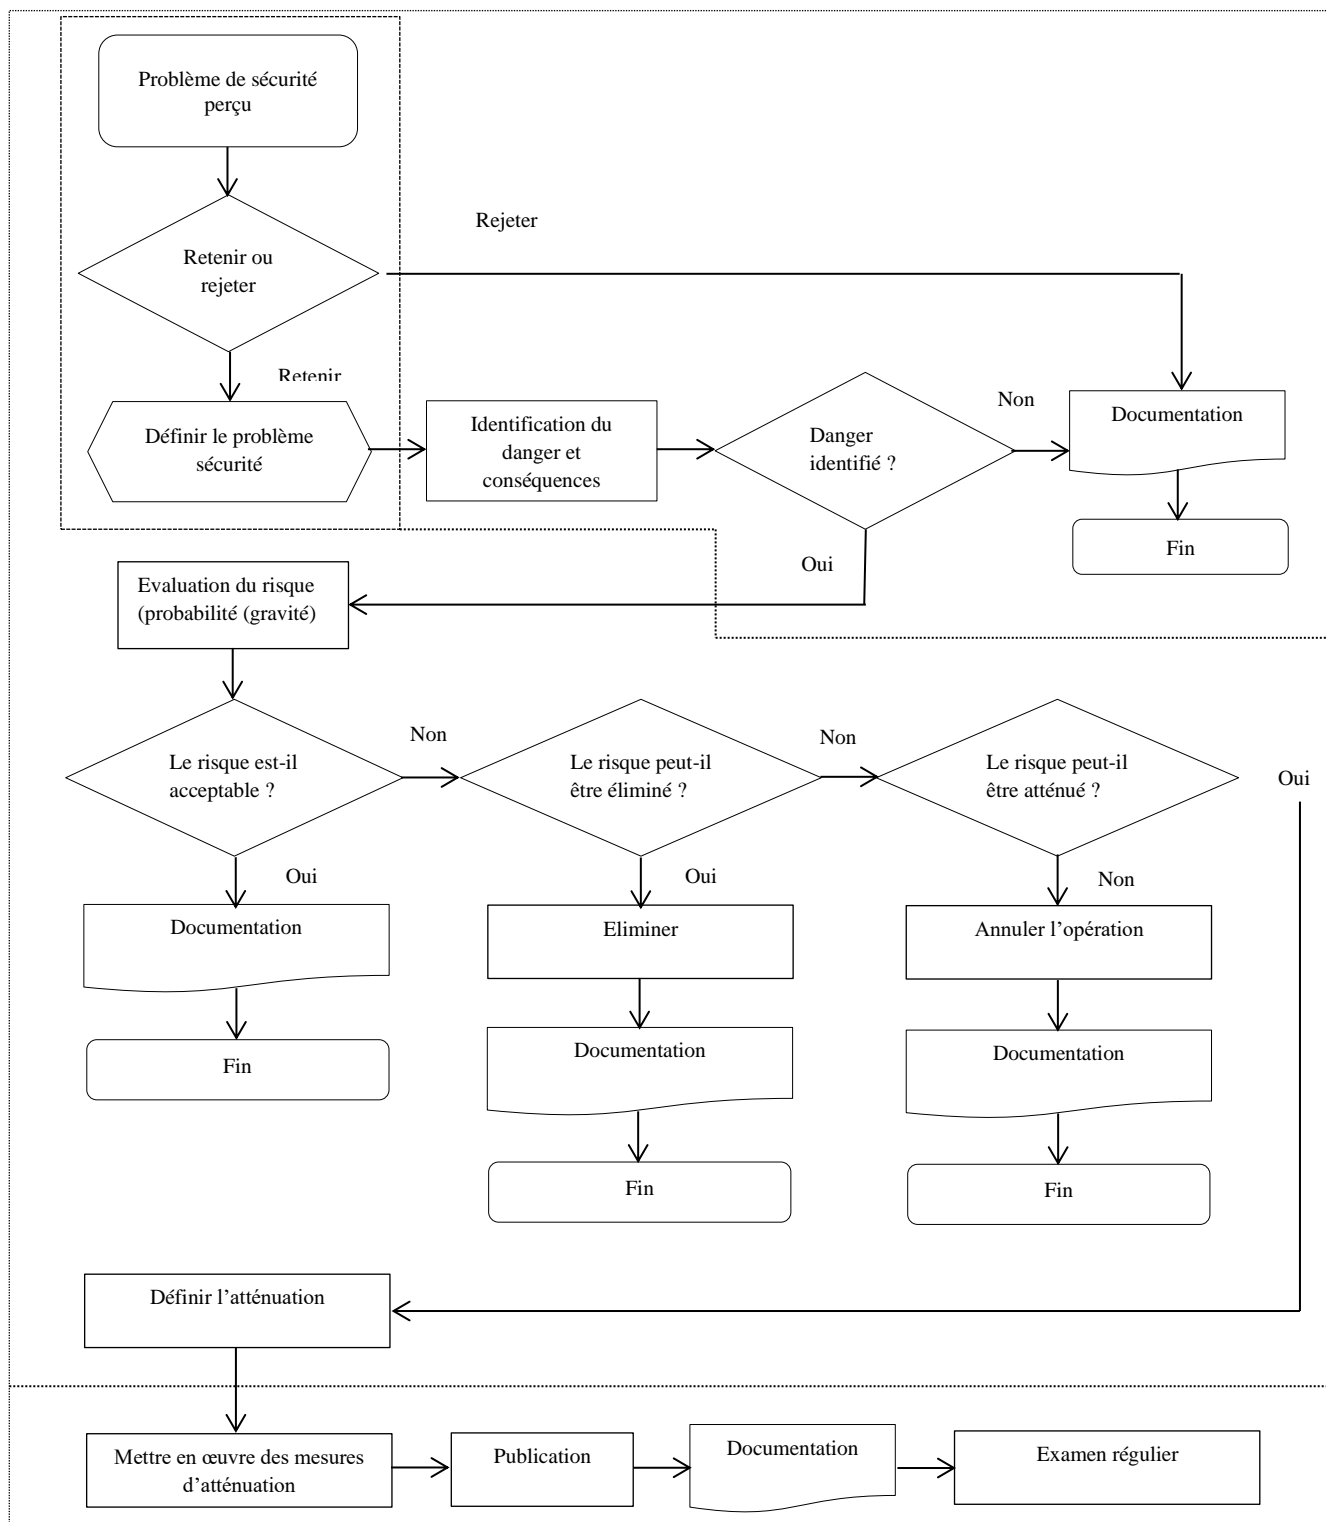 Problème de sécurité
perçu
Rejeter
Retenir ou
rejeter
Retenir
Définir le problème
sécurité
Identification du
danger et
conséquences
Danger
identifié ?
Non
Documentation
Fin
Oui
Evaluation du risque
(probabilité (gravité)
Le risque est-il
acceptable ?
Non
Le risque peut-il
être éliminé ?
Non
Le risque peut-il
être atténué ?
Oui
Oui
Oui
Non
Documentation
Eliminer
Annuler l’opération
Fin
Documentation
Documentation
Fin
Fin
Définir l’atténuation
Mettre en œuvre des mesures
d’atténuation
Publication
Documentation
Examen régulier